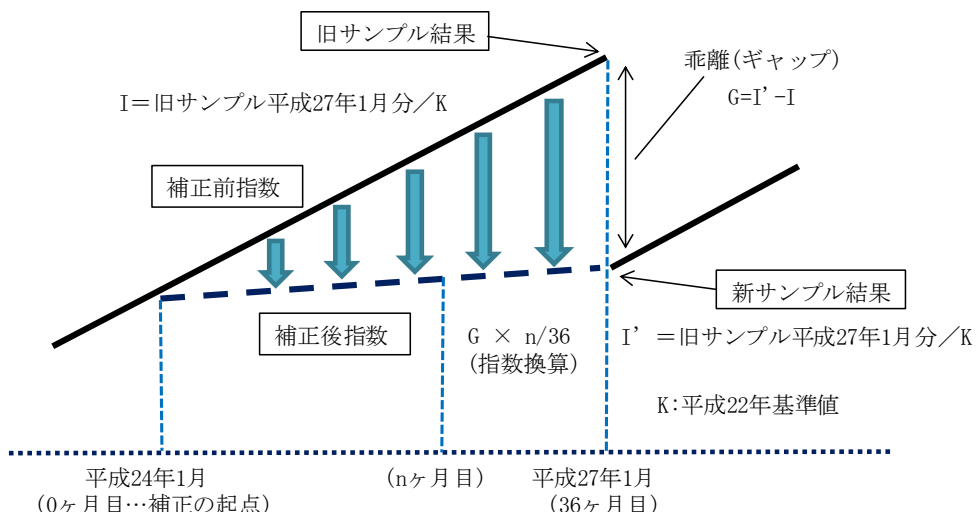 旧サンプル結果
乖離(ギャップ)
G=I'-I
I=旧サンプル平成27年1月分/K
補正前指数
新サンプル結果
補正後指数
G × n/36
(指数換算)
I' =旧サンプル平成27年1月分/K
K:平成22年基準値
平成24年1月
(0ヶ月目…補正の起点)
(nヶ月目)
平成27年1月
(36ヶ月目)